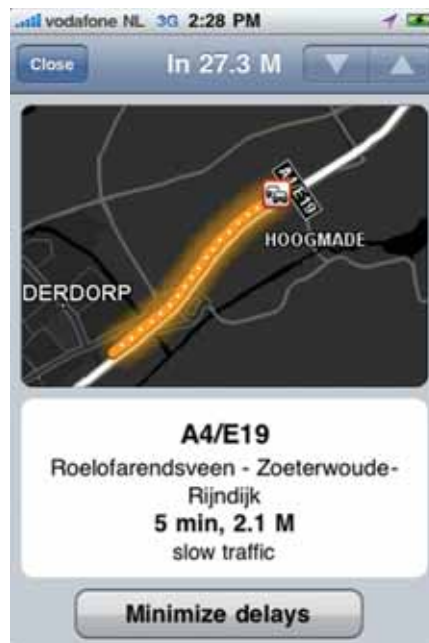 vodafone NL 3G 2:28 PM
Close In 27.3 M
A4/E19
HOOGMADE
DERDORP
A4/E19
Roelofarendsveen - Zoeterwoude-
Rijndijk
5 min, 2.1 M
slow traffic
Minimize delays